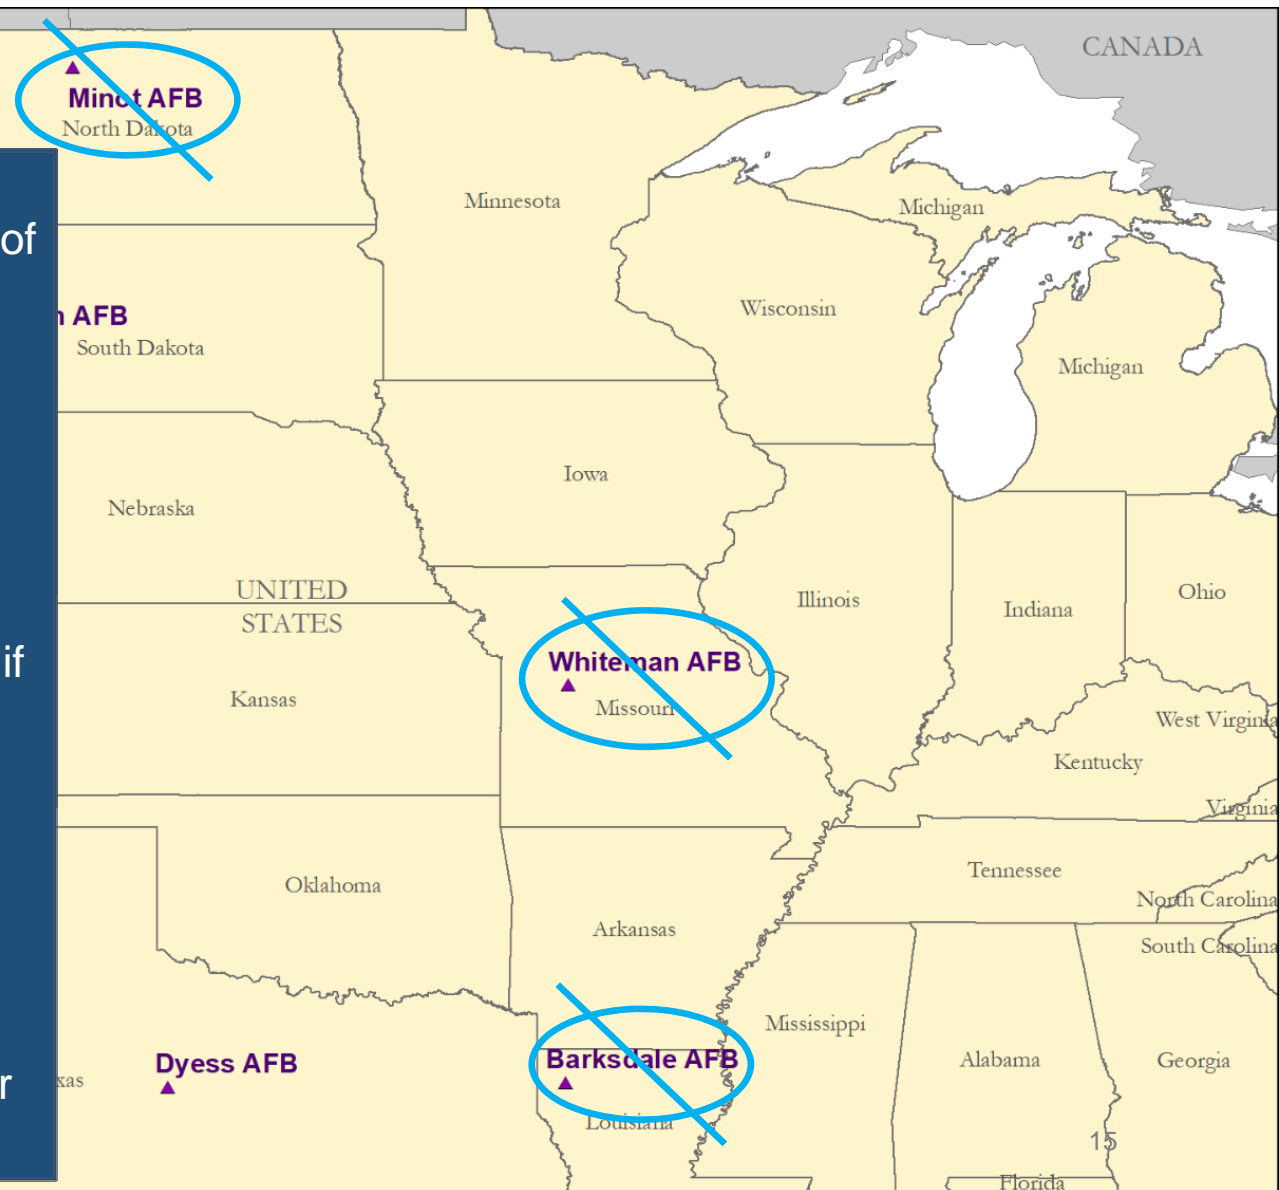 CANADA
Minot AFB
North Dakota
Minnesota
Michigan
of
Wisconsin
n AFB
South Dakota
Michigan
Iowa
Nebraska
UNITED
STATES
Illinois
Indiana
Ohio
if
Whiteman AFB
Missouri
Kansas
West Virginia
Kentucky
Virginia
Oklahoma
Tennessee
North Carolina
Arkansas
South Carolina
Mississippi
Dyess AFB
Barksdale AFB
Alabama
Georgia
xas
r
Louisiana
15
Florida